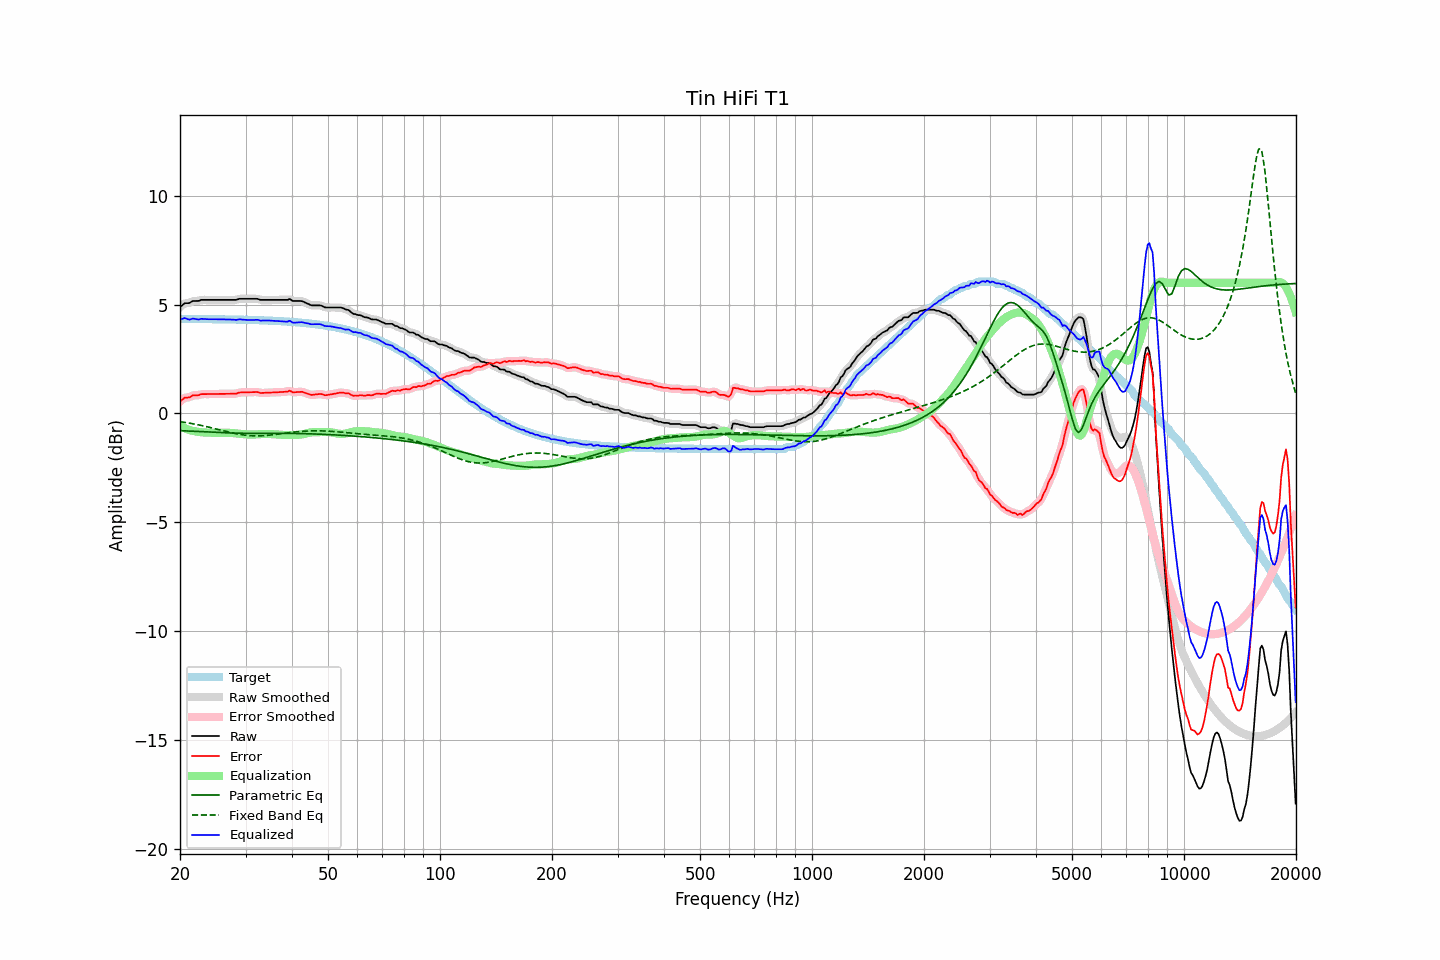 Tin HiFi T1
Amplitude (dBr)
10
5
0
−5
−10
−15
−20
Target
Raw Smoothed
Error Smoothed
Raw
Error
Equalization
Parametric Eq
Fixed Band Eq
Equalized
20 50 100 200 500 1000 2000 5000 10000 20000
Frequency (Hz)